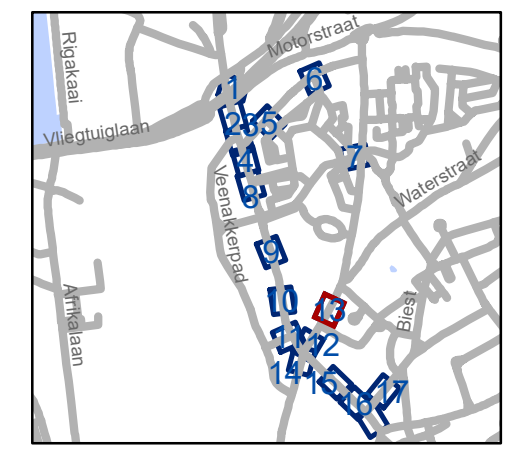 Motorstraat
Rigakaai
6
1
Vliegtuiglaan
2
3
5
4
7
Waterstraat
8
Veenakkerpad
9
10
13
Afrikalaan
Biest
11
12
14
15
17
16